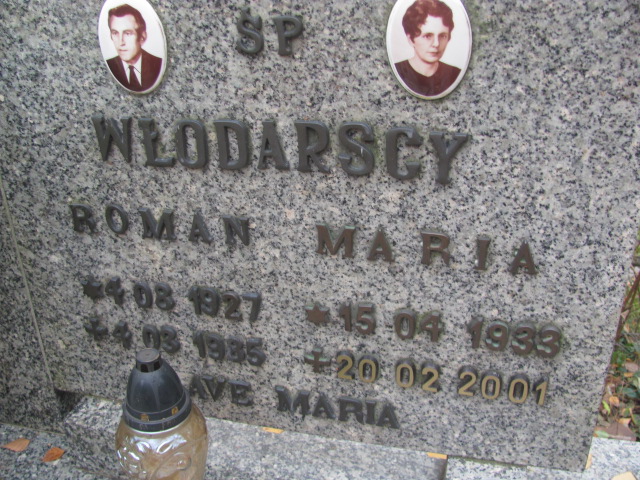 ŚP
WŁODARSCY
ROMAN MARIA
*4 08 1927 *15 04 1933
+4 03 1985 +20 02 2001
AVE MARIA